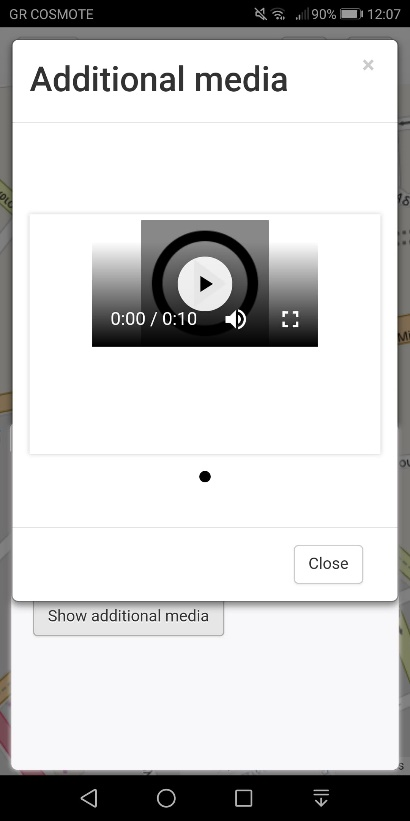 GR COSMOTE 90% 12:07
Additional media
×
0:00 / 0:10
Close
Show additional media